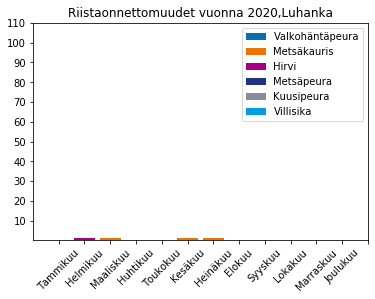 Riistaonnettomuudet vuonna 2020,Luhanka
110
100
90
80
70
60
50
40
30
20
10
Valkohäntäpeura
Metsäkauris
Hirvi
Metsäpeura
Kuusipeura
Villisika
Tammikuu
Helmikuu
Maaliskuu
Huhtikuu
Toukokuu
Kesäkuu
Heinäkuu
Elokuu
Syyskuu
Lokakuu
Marraskuu
Joulukuu